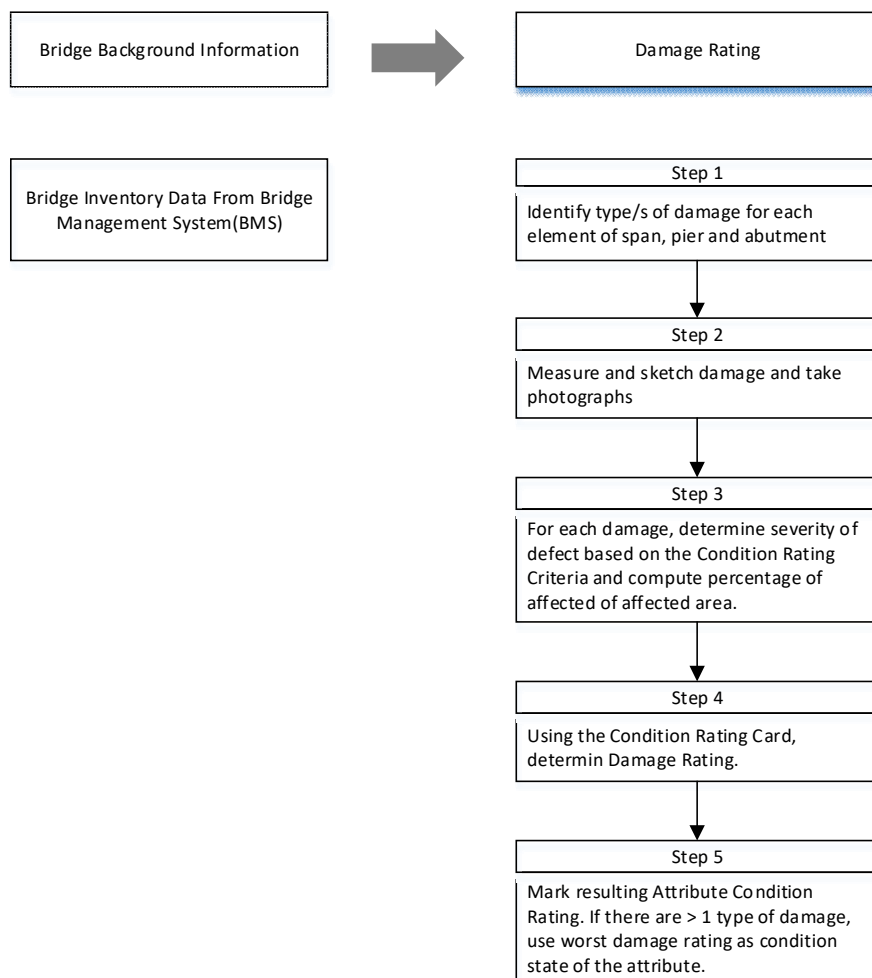 Bridge Background Information
Damage Rating
Bridge Inventory Data From Bridge
Management System(BMS)
Step 1
Identify type/s of damage for each
element of span, pier and abutment
Step 2
Measure and sketch damage and take
photographs
Step 3
For each damage, determine severity of
defect based on the Condition Rating
Criteria and compute percentage of
affected of affected area.
Step 4
Using the Condition Rating Card,
determin Damage Rating.
Step 5
Mark resulting Attribute Condition
Rating. If there are > 1 type of damage,
use worst damage rating as condition
state of the attribute.